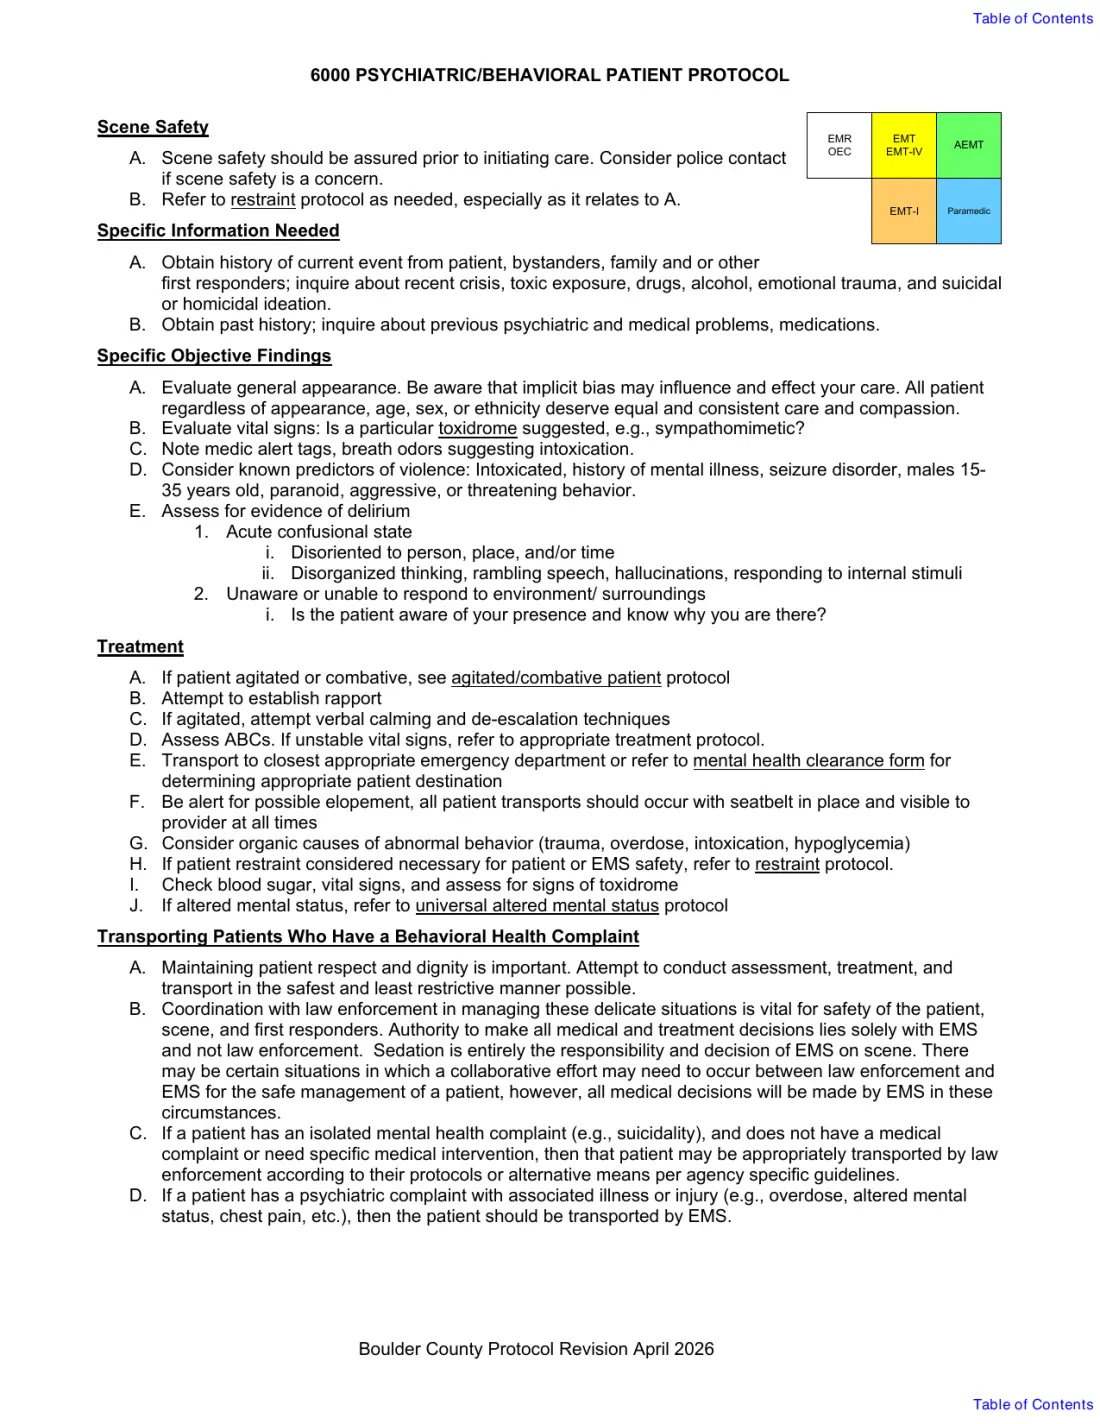 Table of Contents
6000 PSYCHIATRIC/BEHAVIORAL PATIENT PROTOCOL
Scene Safety
A. Scene safety should be assured prior to initiating care. Consider police contact
if scene safety is a concern.
B. Refer to restraint protocol as needed, especially as it relates to A.
EMR
OEC
EMT
EMT-IV
AEMT
EMT-I
Paramedic
Specific Information Needed
A. Obtain history of current event from patient, bystanders, family and or other
first responders; inquire about recent crisis, toxic exposure, drugs, alcohol, emotional trauma, and suicidal
or homicidal ideation.
B. Obtain past history; inquire about previous psychiatric and medical problems, medications.
Specific Objective Findings
A. Evaluate general appearance. Be aware that implicit bias may influence and effect your care. All patient
regardless of appearance, age, sex, or ethnicity deserve equal and consistent care and compassion.
B. Evaluate vital signs: Is a particular toxidrome suggested, e.g., sympathomimetic?
C. Note medic alert tags, breath odors suggesting intoxication.
D. Consider known predictors of violence: Intoxicated, history of mental illness, seizure disorder, males 15-
35 years old, paranoid, aggressive, or threatening behavior.
E. Assess for evidence of delirium
1. Acute confusional state
i. Disoriented to person, place, and/or time
ii. Disorganized thinking, rambling speech, hallucinations, responding to internal stimuli
2. Unaware or unable to respond to environment/ surroundings
i. Is the patient aware of your presence and know why you are there?
Treatment
A. If patient agitated or combative, see agitated/combative patient protocol
B. Attempt to establish rapport
C. If agitated, attempt verbal calming and de-escalation techniques
D. Assess ABCs. If unstable vital signs, refer to appropriate treatment protocol.
E. Transport to closest appropriate emergency department or refer to mental health clearance form for
determining appropriate patient destination
F. Be alert for possible elopement, all patient transports should occur with seatbelt in place and visible to
provider at all times
G. Consider organic causes of abnormal behavior (trauma, overdose, intoxication, hypoglycemia)
H. If patient restraint considered necessary for patient or EMS safety, refer to restraint protocol.
I. Check blood sugar, vital signs, and assess for signs of toxidrome
J. If altered mental status, refer to universal altered mental status protocol
Transporting Patients Who Have a Behavioral Health Complaint
A. Maintaining patient respect and dignity is important. Attempt to conduct assessment, treatment, and
transport in the safest and least restrictive manner possible.
B. Coordination with law enforcement in managing these delicate situations is vital for safety of the patient,
scene, and first responders. Authority to make all medical and treatment decisions lies solely with EMS
and not law enforcement. Sedation is entirely the responsibility and decision of EMS on scene. There
may be certain situations in which a collaborative effort may need to occur between law enforcement and
EMS for the safe management of a patient, however, all medical decisions will be made by EMS in these
circumstances.
C. If a patient has an isolated mental health complaint (e.g., suicidality), and does not have a medical
complaint or need specific medical intervention, then that patient may be appropriately transported by law
enforcement according to their protocols or alternative means per agency specific guidelines.
D. If a patient has a psychiatric complaint with associated illness or injury (e.g., overdose, altered mental
status, chest pain, etc.), then the patient should be transported by EMS.
Boulder County Protocol Revision April 2026
Table of Contents